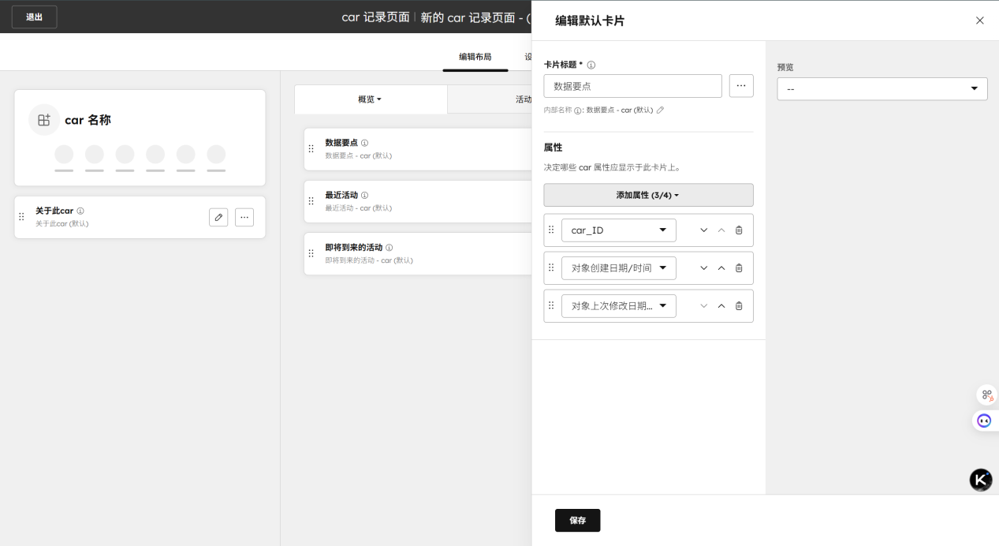 退出
car 记录页面 | 新的 car 记录页面 - (
编辑布局
设
car 名称
关于此car
关于此car (默认)
概览
活动
数据要点
数据要点 - car (默认)
最近活动
最近活动 - car (默认)
即将到来的活动
即将到来的活动 - car (默认)
编辑默认卡片
卡片标题 *
数据要点
内部名称 : 数据要点 - car (默认)
属性
决定哪些 car 属性应显示于此卡片上。
添加属性 (3/4)
car_ID
对象创建日期/时间
对象上次修改日期...
保存
预览
--